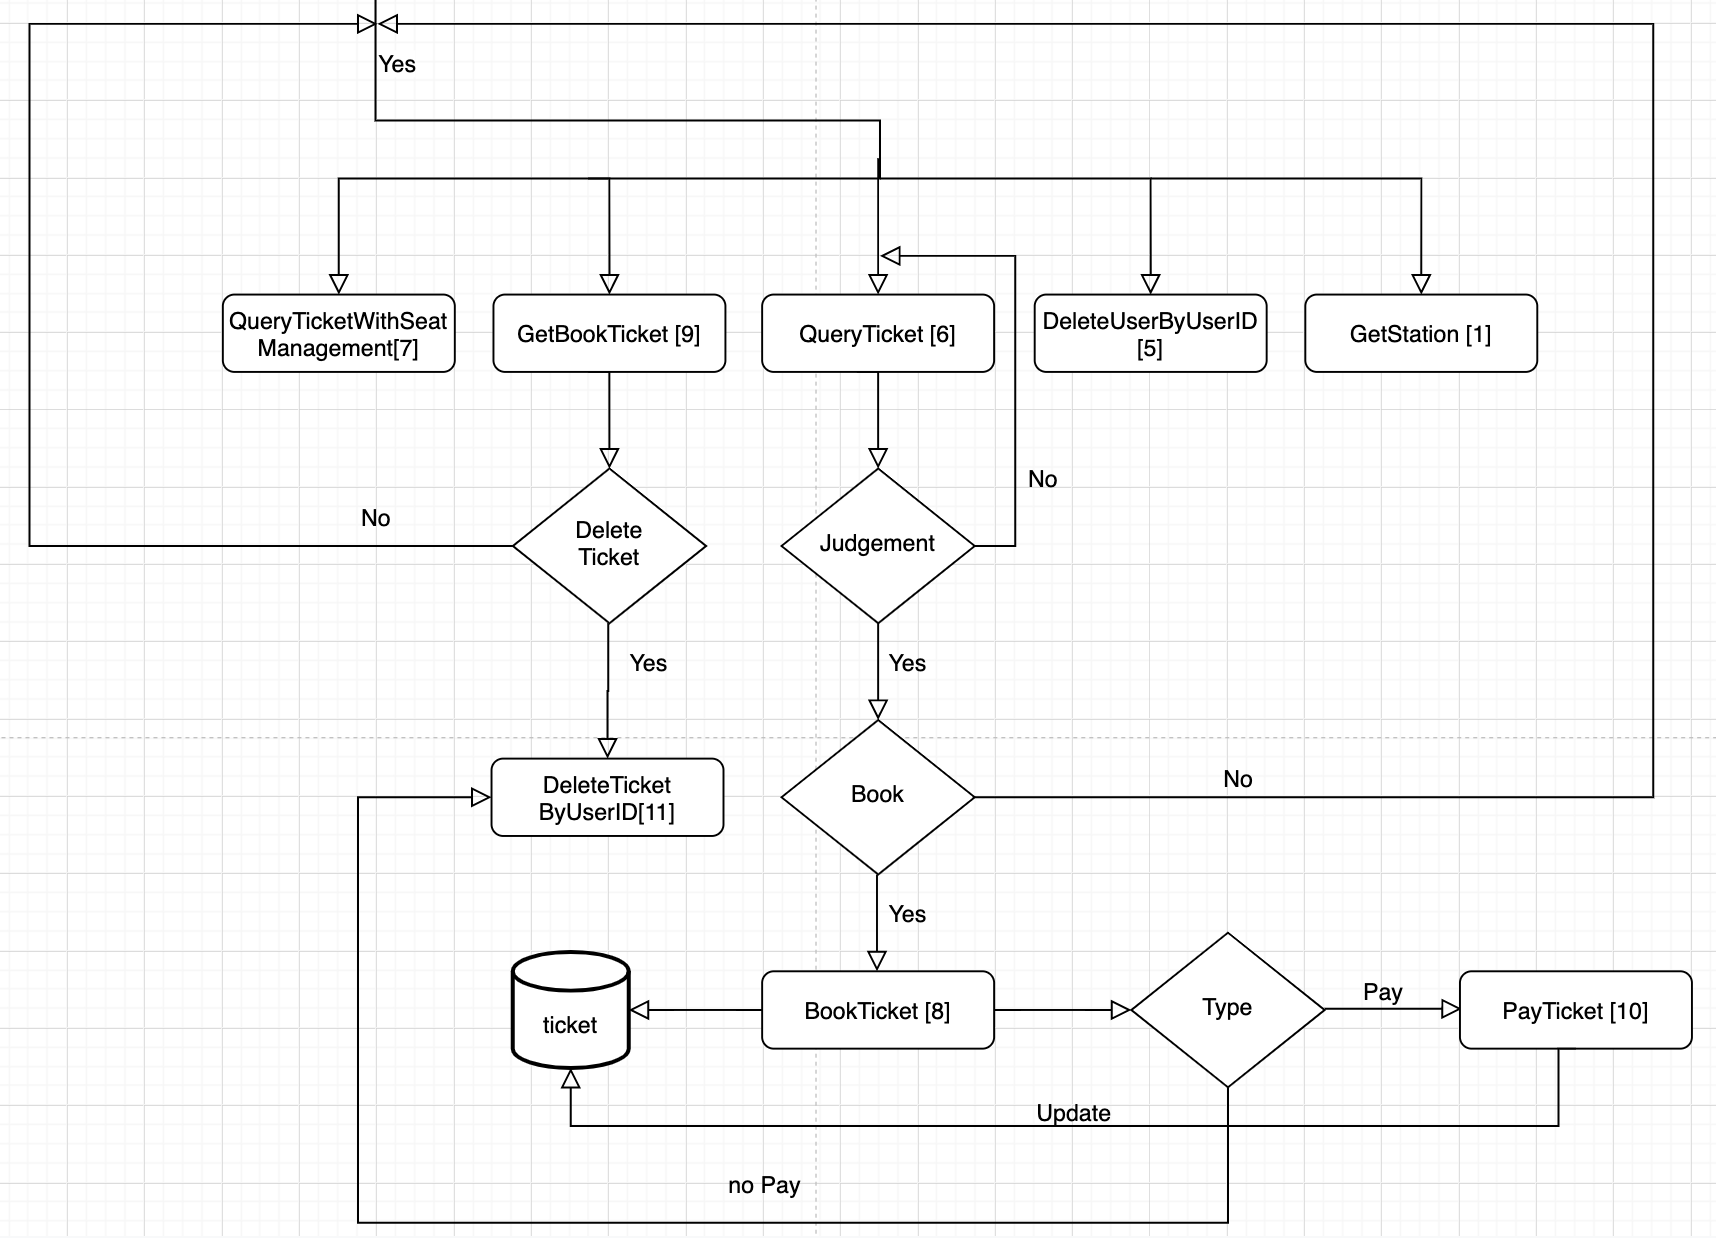 Yes
QueryTicketWithSeat
Management[7]
GetBookTicket [9]
QueryTicket [6]
DeleteUserByUserID
[5]
GetStation [1]
No
No
Delete
Ticket
Judgement
Yes
Yes
DeleteTicket
ByUserID[11]
Book
No
Yes
ticket
BookTicket [8]
Type
Pay
PayTicket [10]
Update
no Pay